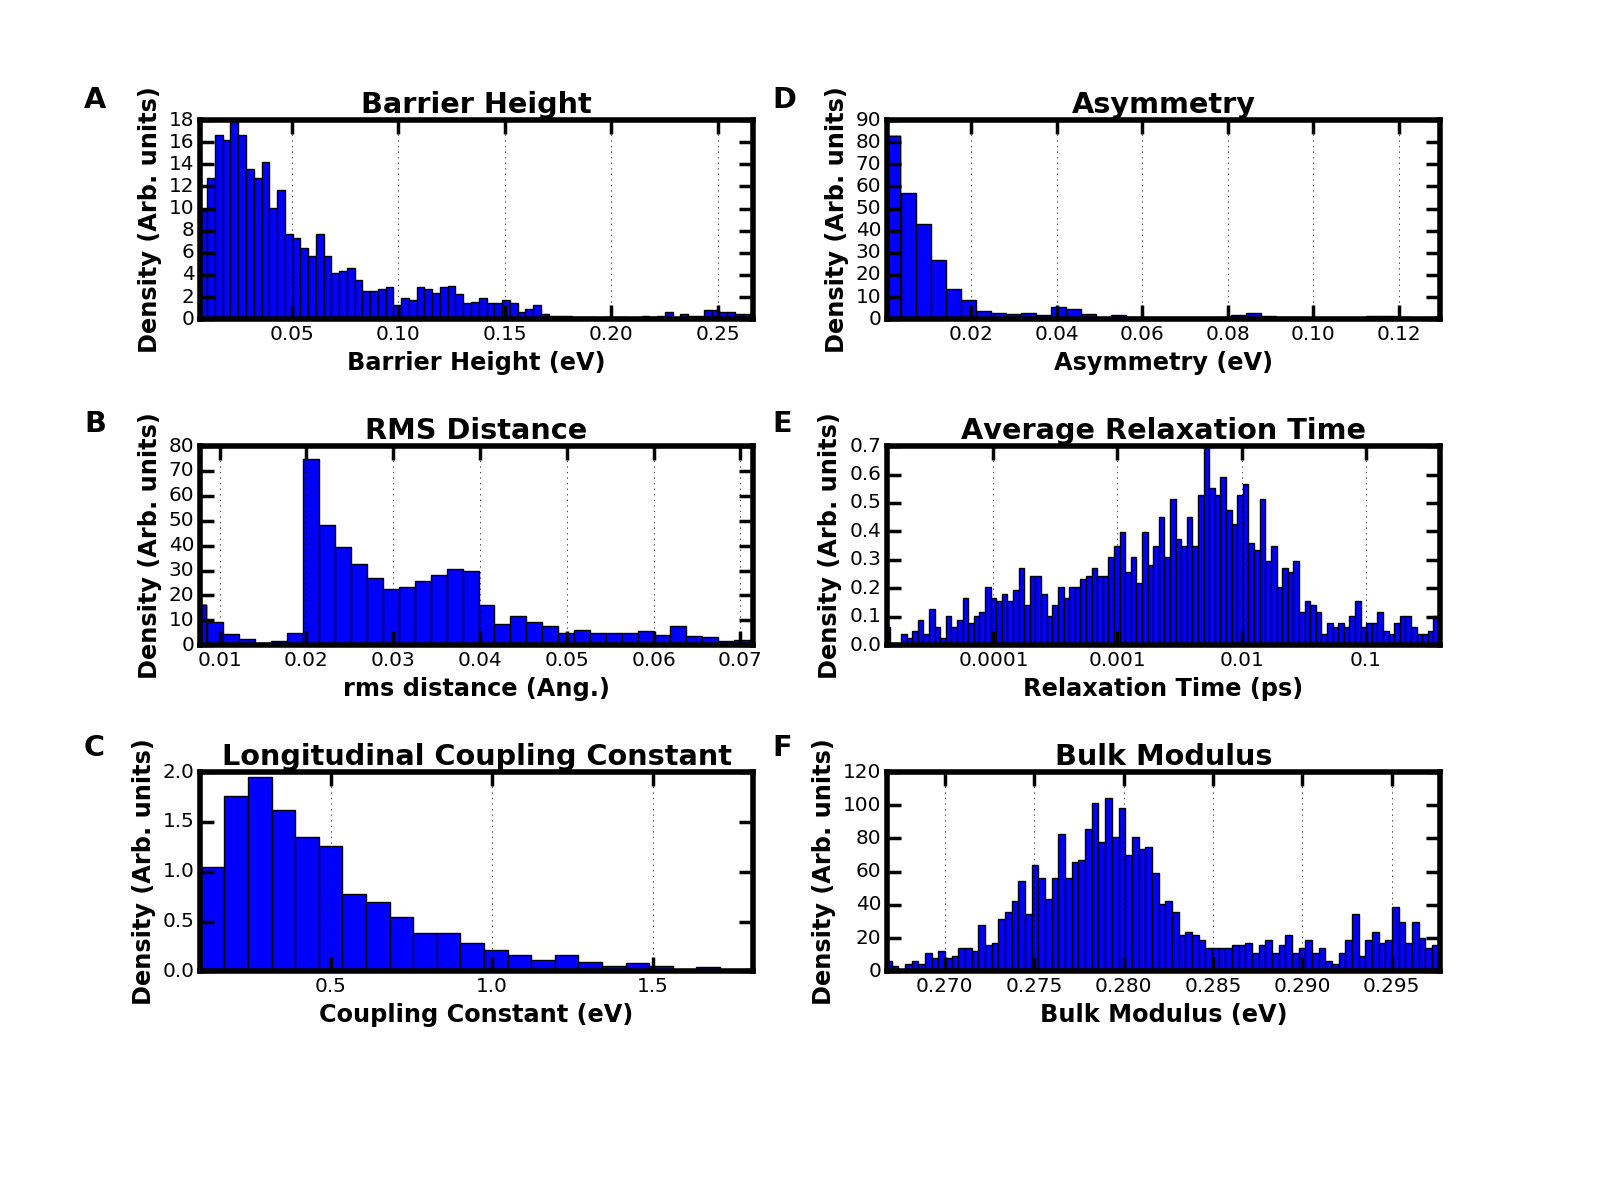 A
Barrier Height
Density (Arb. units)
18
16
14
12
10
8
6
4
2
0
0.05 0.10 0.15 0.20 0.25
Barrier Height (eV)
D
Asymmetry
Density (Arb. units)
90
80
70
60
50
40
30
20
10
0
0.02 0.04 0.06 0.08 0.10 0.12
Asymmetry (eV)
B
RMS Distance
Density (Arb. units)
80
70
60
50
40
30
20
10
0
0.01 0.02 0.03 0.04 0.05 0.06 0.07
rms distance (Ang.)
E
Average Relaxation Time
Density (Arb. units)
0.7
0.6
0.5
0.4
0.3
0.2
0.1
0.0
0.0001 0.001 0.01 0.1
Relaxation Time (ps)
C
Longitudinal Coupling Constant
Density (Arb. units)
2.0
1.5
1.0
0.5
0.0
0.5 1.0 1.5
Coupling Constant (eV)
F
Bulk Modulus
Density (Arb. units)
120
100
80
60
40
20
0
0.270 0.275 0.280 0.285 0.290 0.295
Bulk Modulus (eV)